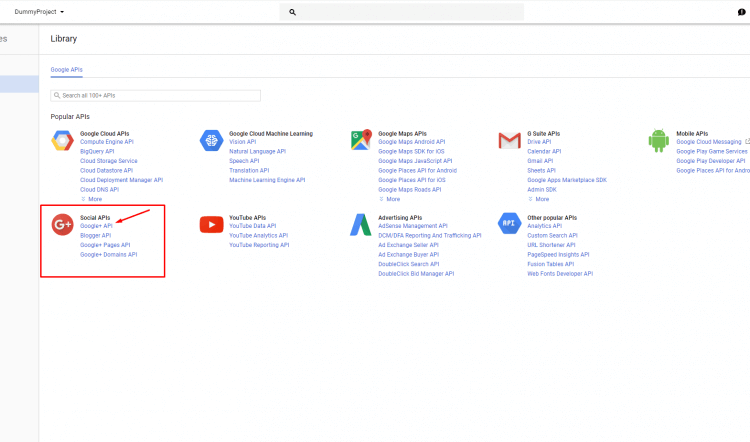 DummyProject
es
Library
Google APIs
Search all 100+ APIs
Popular APIs
Google Cloud APIs
Compute Engine API
BigQuery API
Cloud Storage Service
Cloud Datastore API
Cloud Deployment Manager API
Cloud DNS API
More
Google Cloud Machine Learning
Vision API
Natural Language API
Speech API
Translation API
Machine Learning Engine API
Google Maps APIs
Google Maps Android API
Google Maps SDK for iOS
Google Maps JavaScript API
Google Places API for Android
Google Places API for iOS
Google Maps Roads API
More
G Suite APIs
Drive API
Calendar API
Gmail API
Sheets API
Google Apps Marketplace SDK
Admin SDK
More
Mobile APIs
Google Cloud Messaging
Google Play Game Services
Google Play Developer API
Google Places API for Andro
G+
Social APIs
Google+ API
Blogger API
Google+ Pages API
Google+ Domains API
YouTube APIs
YouTube Data API
YouTube Analytics API
YouTube Reporting API
Advertising APIs
AdSense Management API
DCM/DFA Reporting And Trafficking API
Ad Exchange Seller API
Ad Exchange Buyer API
DoubleClick Search API
DoubleClick Bid Manager API
API
Other popular APIs
Analytics API
Custom Search API
URL Shortener API
PageSpeed Insights API
Fusion Tables API
Web Fonts Developer API